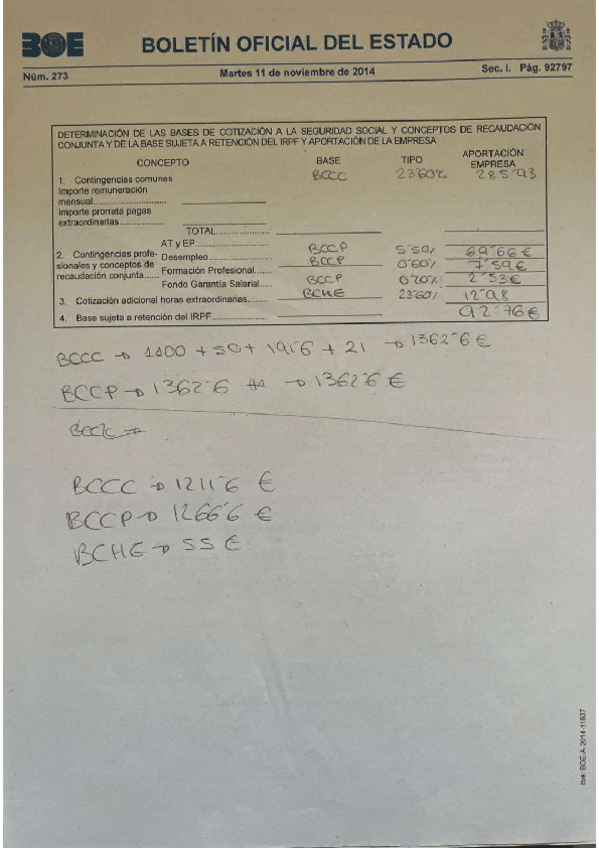 BOE BOLETÍN OFICIAL DEL ESTADO
Núm. 273 Martes 11 de noviembre de 2014 Sec. I. Pág. 92797
DETERMINACIÓN DE LAS BASES DE COTIZACIÓN A LA SEGURIDAD SOCIAL Y CONCEPTOS DE RECAUDACIÓN
CONJUNTA Y DE LA BASE SUJETA A RETENCIÓN DEL IRPF Y APORTACIÓN DE LA EMPRESA
CONCEPTO BASE TIPO APORTACIÓN EMPRESA
1. Contingencias comunes BCCC 23'60% 285'93
Importe remuneración
mensual
Importe prorrata pagas
extraordinarias
TOTAL
AT y EP
2. Contingencias profe- Desempleo BCCP 5'50% 69'66€
sionales y conceptos de Formación Profesional BCCP 0'60% 7'59€
recaudación conjunta Fondo Garantía Salarial BCCP 0'20% 2'53€
3. Cotización adicional horas extraordinarias BCHE 23'60% 12'98
4. Base sujeta a retención del IRPF 92'76€
BCCC → 1100 + 50 + 191'6 + 21 → 1362'6 €
BCCP → 1362'6 → 1362'6 €
BCCC → 1211'6 €
BCCP → 1266'6 €
BCHE → 55 €
cve: BOE-A-2014-11637